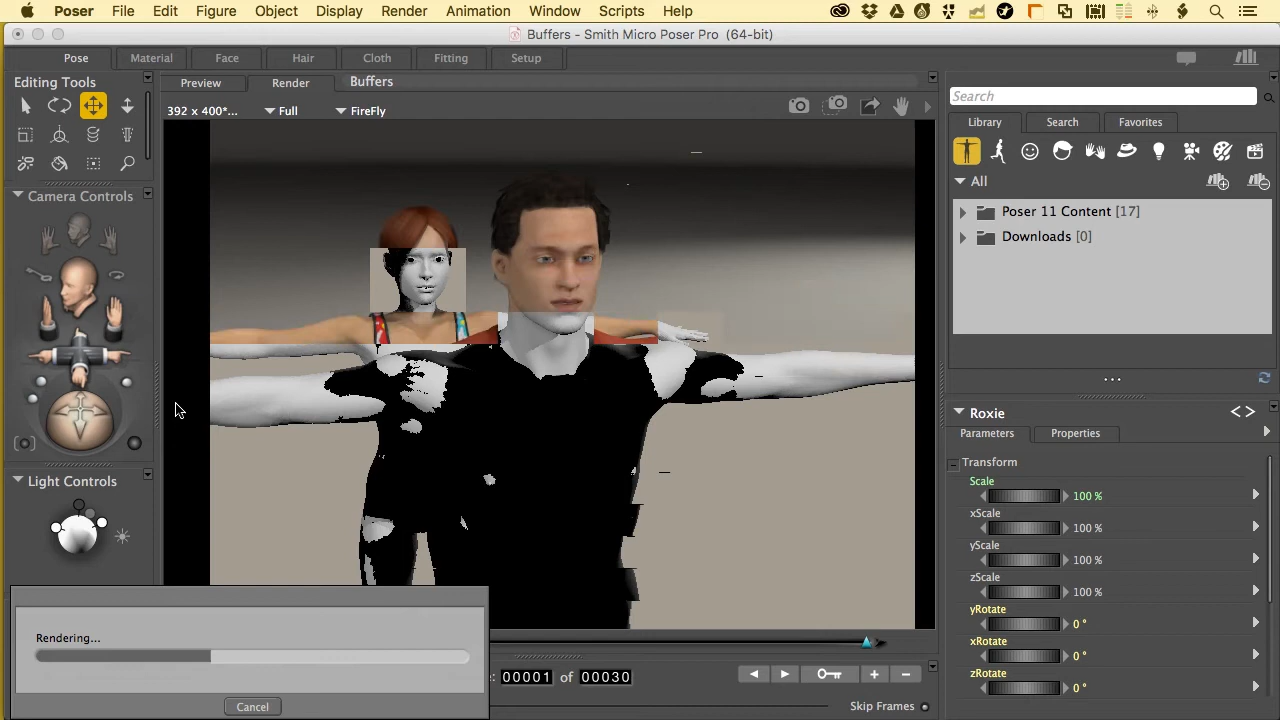 Poser File Edit Figure Object Display Render Animation Window Scripts Help
Buffers - Smith Micro Poser Pro (64-bit)
Pose Material Face Hair Cloth Fitting Setup
Editing Tools
Preview Render Buffers
392 x 400*... Full FireFly
Search
Library Search Favorites
All
Poser 11 Content [17]
Downloads [0]
Camera Controls
...
Roxie
Parameters Properties
Transform
Scale
100 %
xScale
100 %
yScale
100 %
zScale
100 %
yRotate
0 °
xRotate
0 °
zRotate
0 °
Light Controls
Rendering...
Cancel
: 00001 of 00030
Skip Frames